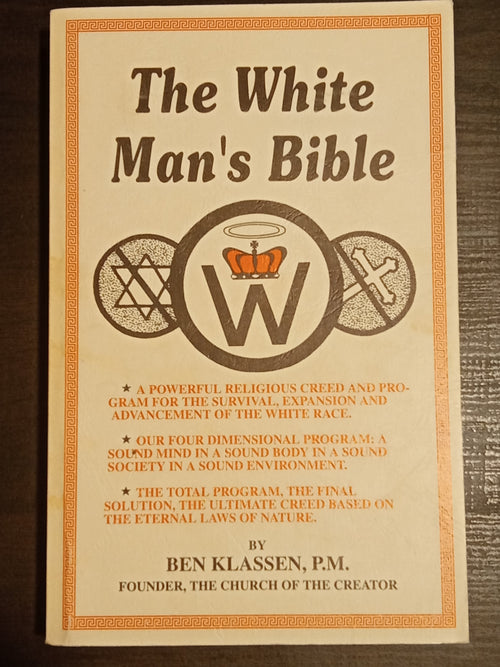 The White
Man's Bible
W
★ A POWERFUL RELIGIOUS CREED AND PRO-
GRAM FOR THE SURVIVAL, EXPANSION AND
ADVANCEMENT OF THE WHITE RACE.
★ OUR FOUR DIMENSIONAL PROGRAM: A
SOUND MIND IN A SOUND BODY IN A SOUND
SOCIETY IN A SOUND ENVIRONMENT.
★ THE TOTAL PROGRAM, THE FINAL
SOLUTION, THE ULTIMATE CREED BASED ON
THE ETERNAL LAWS OF NATURE.
BY
BEN KLASSEN, P.M.
FOUNDER, THE CHURCH OF THE CREATOR